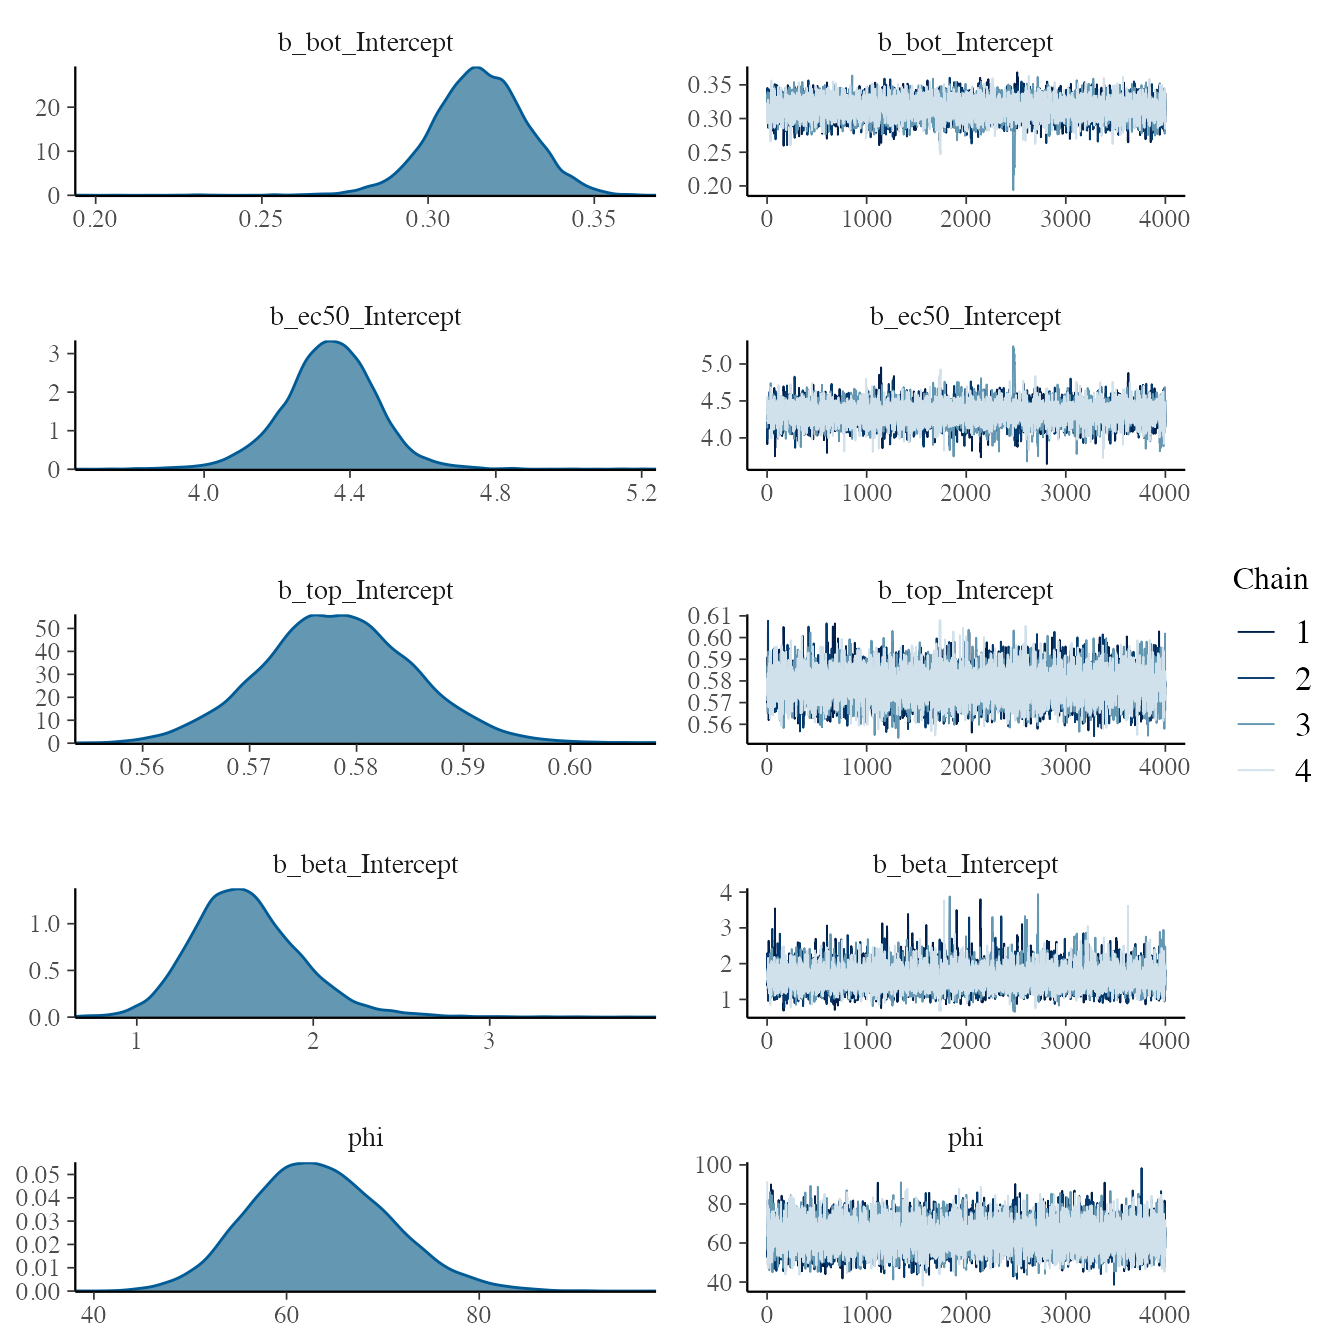 b_bot_Intercept
20
10
0
0.20 0.25 0.30 0.35
b_bot_Intercept
0.35
0.30
0.25
0.20
0 1000 2000 3000 4000
b_ec50_Intercept
3
2
1
0
4.0 4.4 4.8 5.2
b_ec50_Intercept
5.0
4.5
4.0
0 1000 2000 3000 4000
b_top_Intercept
50
40
30
20
10
0
0.56 0.57 0.58 0.59 0.60
b_top_Intercept
0.61
0.60
0.59
0.58
0.57
0.56
0 1000 2000 3000 4000
b_beta_Intercept
1.0
0.5
0.0
1 2 3
b_beta_Intercept
4
3
2
1
0 1000 2000 3000 4000
phi
0.05
0.04
0.03
0.02
0.01
0.00
40 60 80
phi
100
80
60
40
0 1000 2000 3000 4000
Chain
1
2
3
4